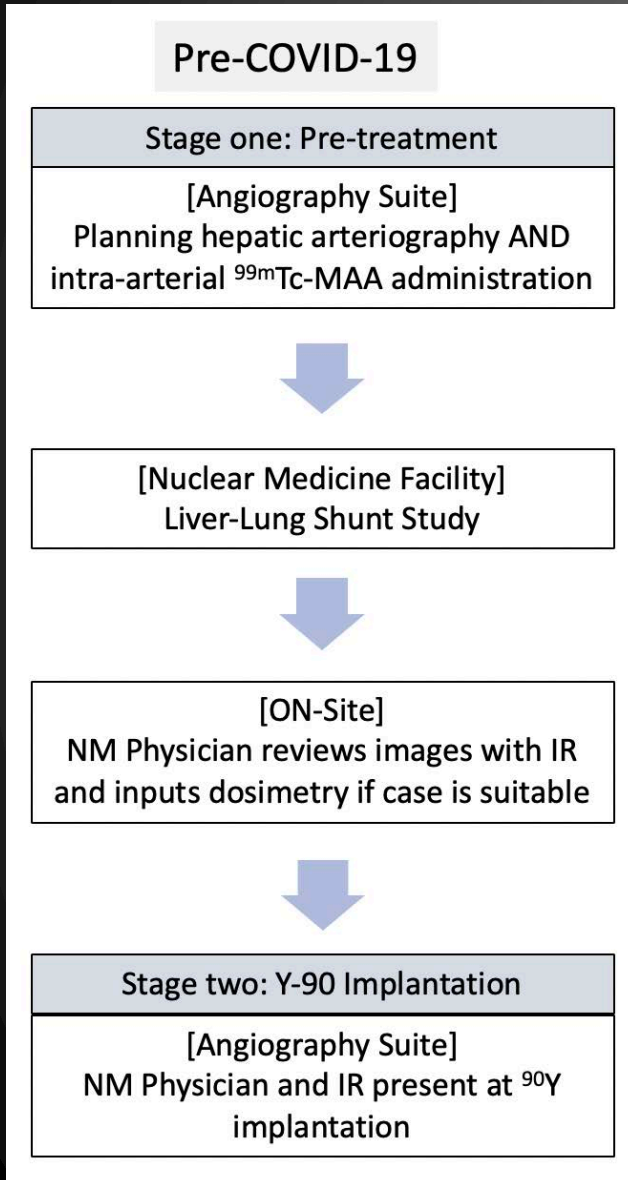 Pre-COVID-19
Stage one: Pre-treatment
[Angiography Suite]
Planning hepatic arteriography AND
intra-arterial ⁹⁹ᵐTc-MAA administration
[Nuclear Medicine Facility]
Liver-Lung Shunt Study
[ON-Site]
NM Physician reviews images with IR
and inputs dosimetry if case is suitable
Stage two: Y-90 Implantation
[Angiography Suite]
NM Physician and IR present at ⁹⁰Y
implantation